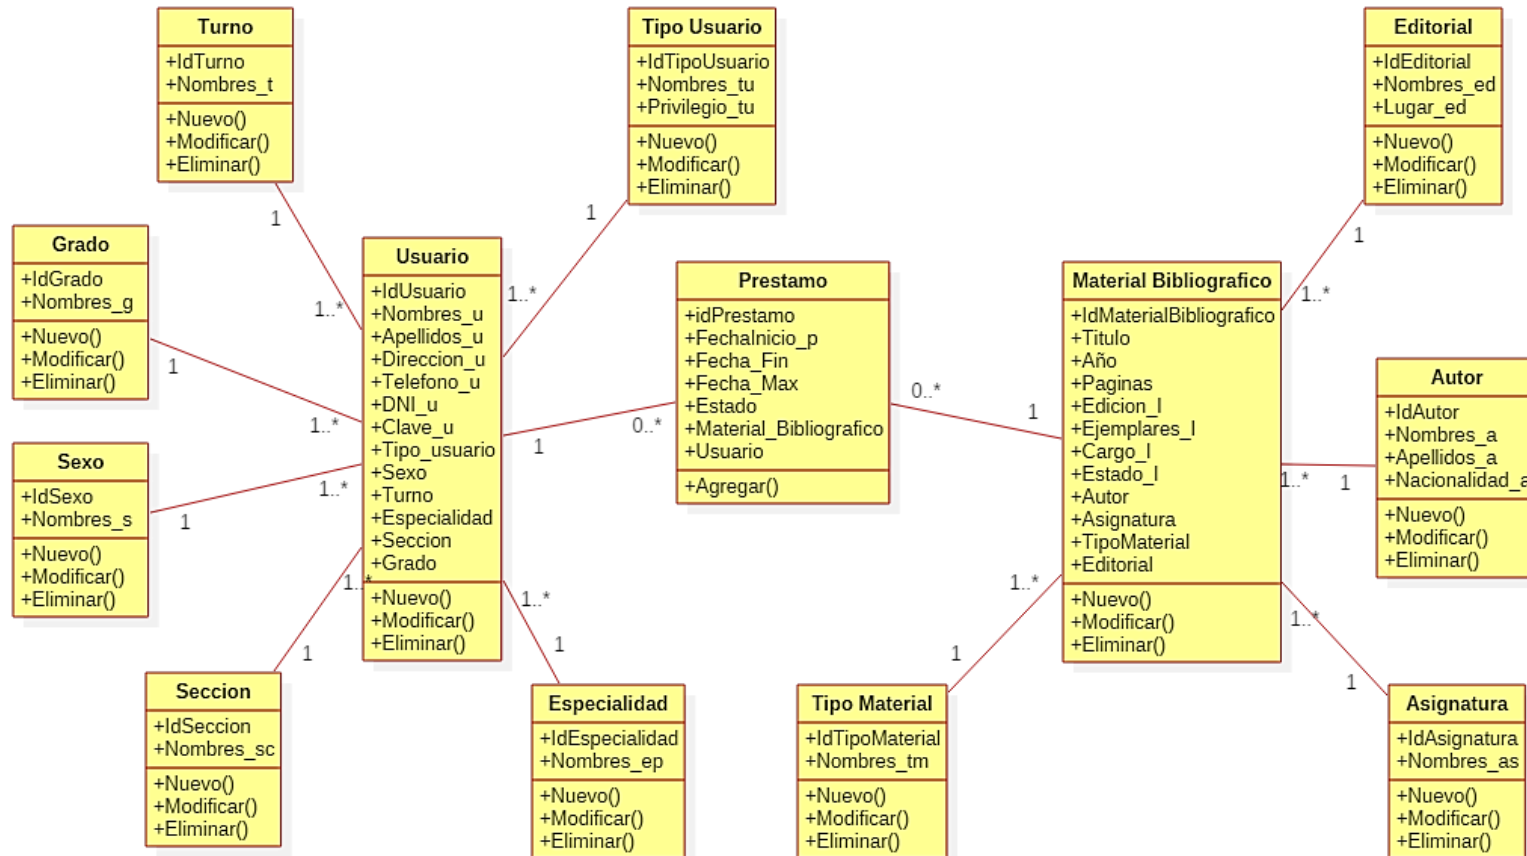 Turno
+IdTurno
+Nombres_t
+Nuevo()
+Modificar()
+Eliminar()
1
1..*
Tipo Usuario
+IdTipoUsuario
+Nombres_tu
+Privilegio_tu
+Nuevo()
+Modificar()
+Eliminar()
1
1..*
Editorial
+IdEditorial
+Nombres_ed
+Lugar_ed
+Nuevo()
+Modificar()
+Eliminar()
1
1..*
Grado
+IdGrado
+Nombres_g
+Nuevo()
+Modificar()
+Eliminar()
1
1..*
Usuario
+IdUsuario
+Nombres_u
+Apellidos_u
+Direccion_u
+Telefono_u
+DNI_u
+Clave_u
+Tipo_usuario
+Sexo
+Turno
+Especialidad
+Seccion
+Grado
+Nuevo()
+Modificar()
+Eliminar()
1
0..*
Prestamo
+idPrestamo
+FechaInicio_p
+Fecha_Fin
+Fecha_Max
+Estado
+Material_Bibliografico
+Usuario
+Agregar()
0..*
1
Material Bibliografico
+IdMaterialBibliografico
+Titulo
+Año
+Paginas
+Edicion_l
+Ejemplares_l
+Cargo_l
+Estado_l
+Autor
+Asignatura
+TipoMaterial
+Editorial
+Nuevo()
+Modificar()
+Eliminar()
1..*
1
Autor
+IdAutor
+Nombres_a
+Apellidos_a
+Nacionalidad_a
+Nuevo()
+Modificar()
+Eliminar()
Sexo
+IdSexo
+Nombres_s
+Nuevo()
+Modificar()
+Eliminar()
1
1..*
1..*
1
Seccion
+IdSeccion
+Nombres_sc
+Nuevo()
+Modificar()
+Eliminar()
1..*
1
Especialidad
+IdEspecialidad
+Nombres_ep
+Nuevo()
+Modificar()
+Eliminar()
1..*
1
Tipo Material
+IdTipoMaterial
+Nombres_tm
+Nuevo()
+Modificar()
+Eliminar()
1..*
1
Asignatura
+IdAsignatura
+Nombres_as
+Nuevo()
+Modificar()
+Eliminar()